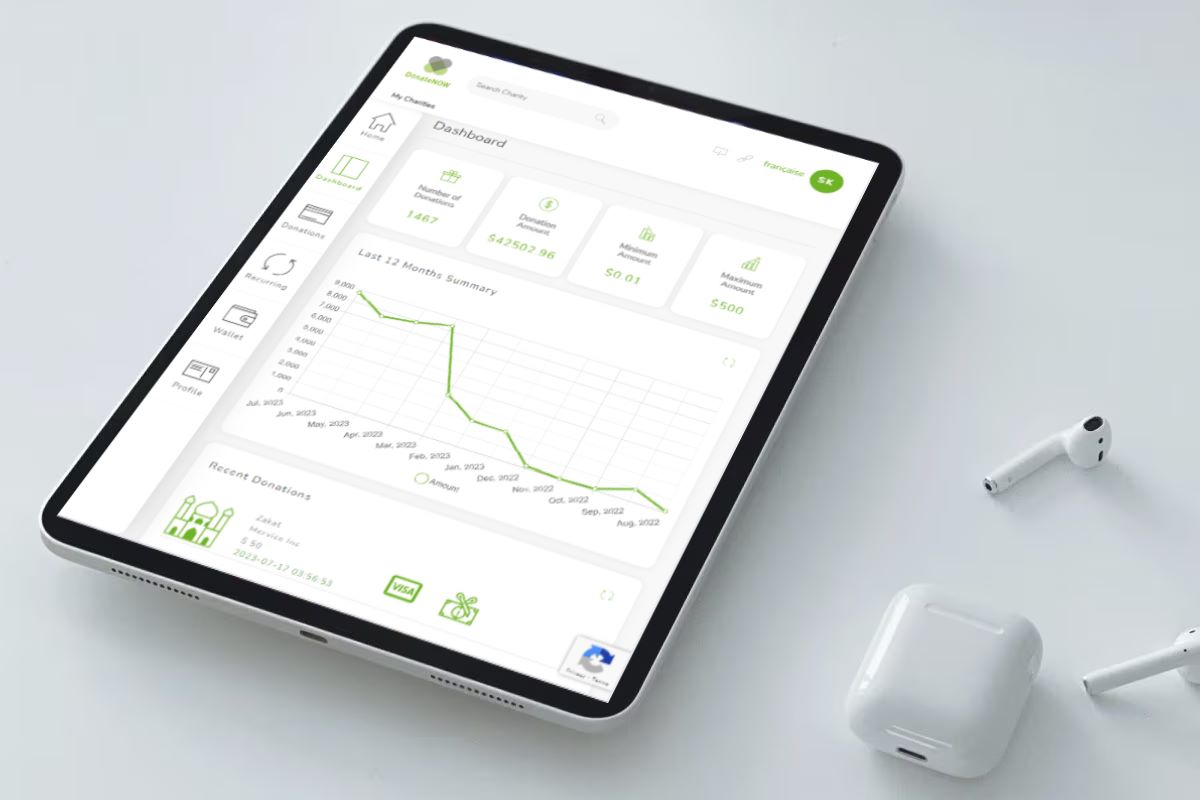 DonateNOW
Search Charity
française
SK
My Charities
Home
Dashboard
Donations
Recurring
Wallet
Profile
Dashboard
Number of
Donations
1467
Donation
Amount
$42502.96
Minimum
Amount
$0.01
Maximum
Amount
$500
Last 12 Months Summary
9,000
8,000
7,000
6,000
5,000
4,000
3,000
2,000
1,000
0
Jul, 2023
Jun, 2023
May, 2023
Apr, 2023
Mar, 2023
Feb, 2023
Jan, 2023
Dec, 2022
Nov, 2022
Oct, 2022
Sep, 2022
Aug, 2022
Amount
Recent Donations
Zakat
Mervice Inc
$ 50
2023-07-17 03:56:53
VISA